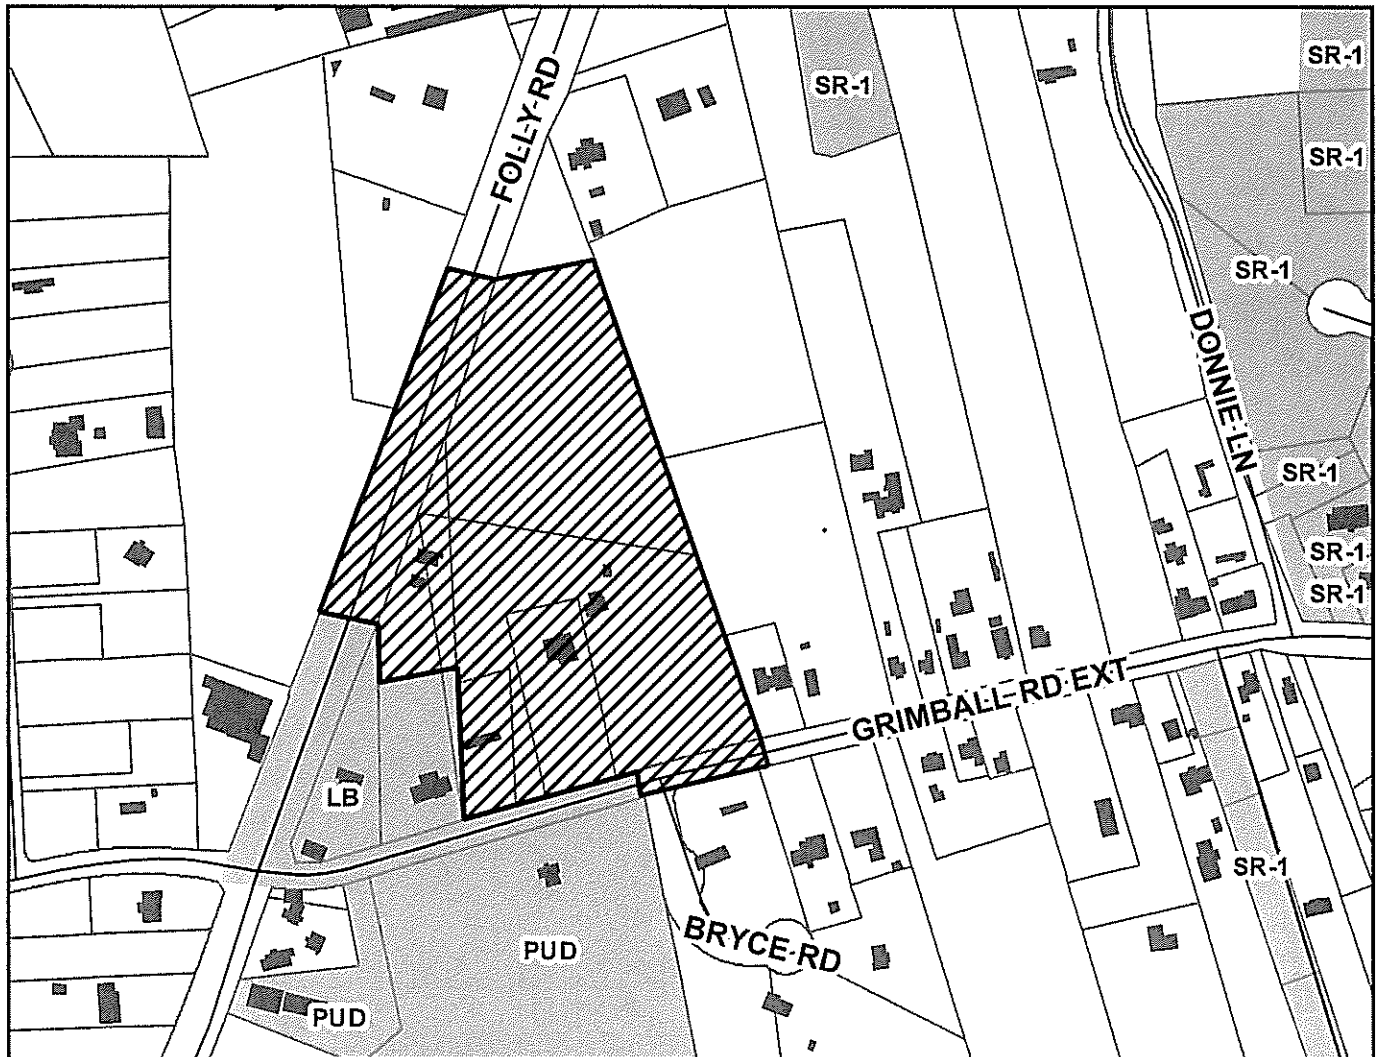 SR-1
SR-1
FOLLY RD
SR-1
SR-1
DONNIE LN
SR-1
SR-1
SR-1
GRIMBALL RD EXT
LB
SR-1
BRYCE RD
PUD
PUD